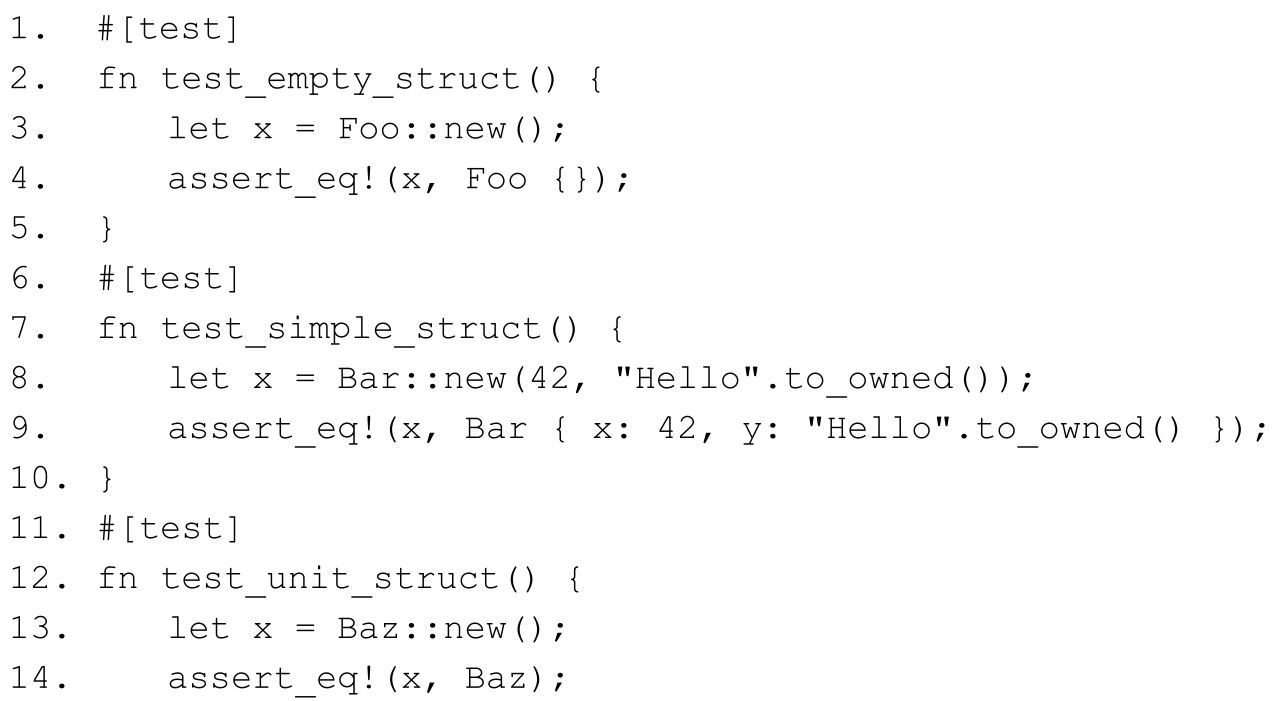 1. #[test]
2. fn test_empty_struct() {
3.     let x = Foo::new();
4.     assert_eq!(x, Foo {});
5. }
6. #[test]
7. fn test_simple_struct() {
8.     let x = Bar::new(42, "Hello".to_owned());
9.     assert_eq!(x, Bar { x: 42, y: "Hello".to_owned() });
10. }
11. #[test]
12. fn test_unit_struct() {
13.     let x = Baz::new();
14.     assert_eq!(x, Baz);